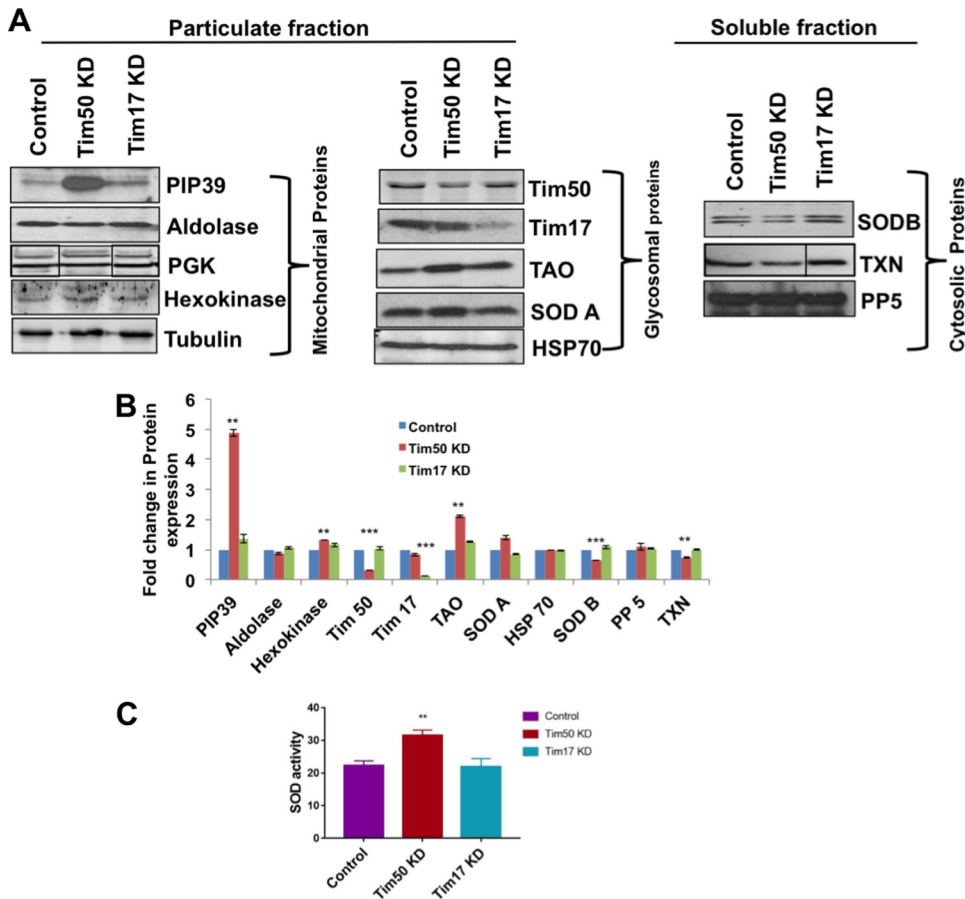 A
Particulate fraction
Soluble fraction
Control
Tim50 KD
Tim17 KD
PIP39
Aldolase
PGK
Hexokinase
Tubulin
Mitochondrial Proteins
Control
Tim50 KD
Tim17 KD
Tim50
Tim17
TAO
SOD A
HSP70
Glycosomal proteins
Control
Tim50 KD
Tim17 KD
SODB
TXN
PP5
Cytosolic Proteins
B
Fold change in Protein
expression
6
5
4
3
2
1
0
Control
Tim50 KD
Tim17 KD
**
**
***
***
**
***
**
PIP39
Aldolase
Hexokinase
Tim 50
Tim 17
TAO
SOD A
HSP 70
SOD B
PP 5
TXN
C
SOD activity
40
30
20
10
0
**
Control
Tim50 KD
Tim17 KD
Control
Tim50 KD
Tim17 KD